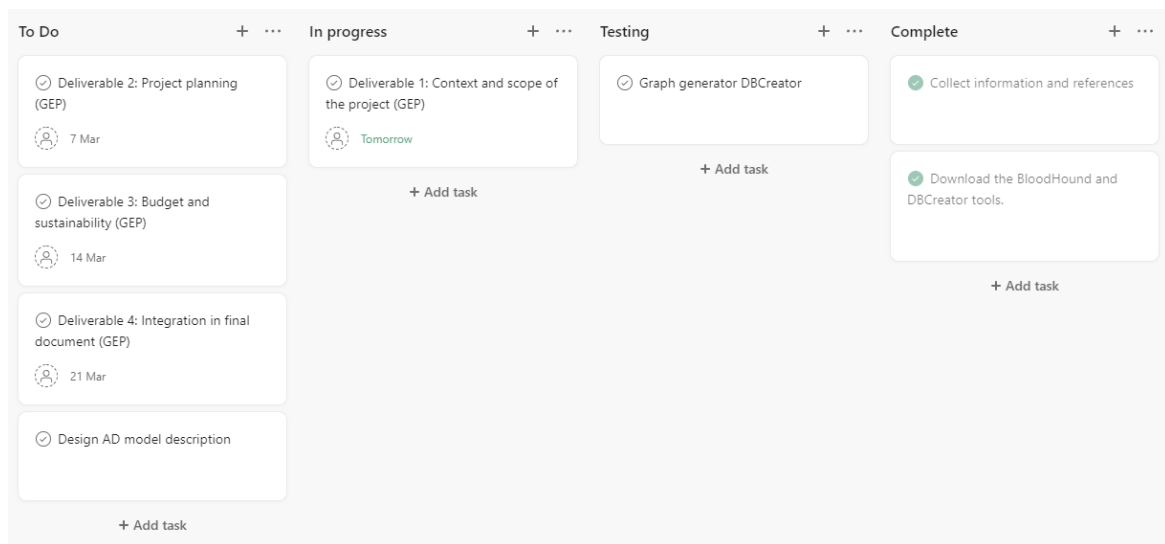 To Do
Deliverable 2: Project planning
(GEP)
7 Mar
Deliverable 3: Budget and
sustainability (GEP)
14 Mar
Deliverable 4: Integration in final
document (GEP)
21 Mar
Design AD model description
+ Add task
In progress
Deliverable 1: Context and scope of
the project (GEP)
Tomorrow
+ Add task
Testing
Graph generator DBCreator
+ Add task
Complete
Collect information and references
Download the BloodHound and
DBCreator tools.
+ Add task